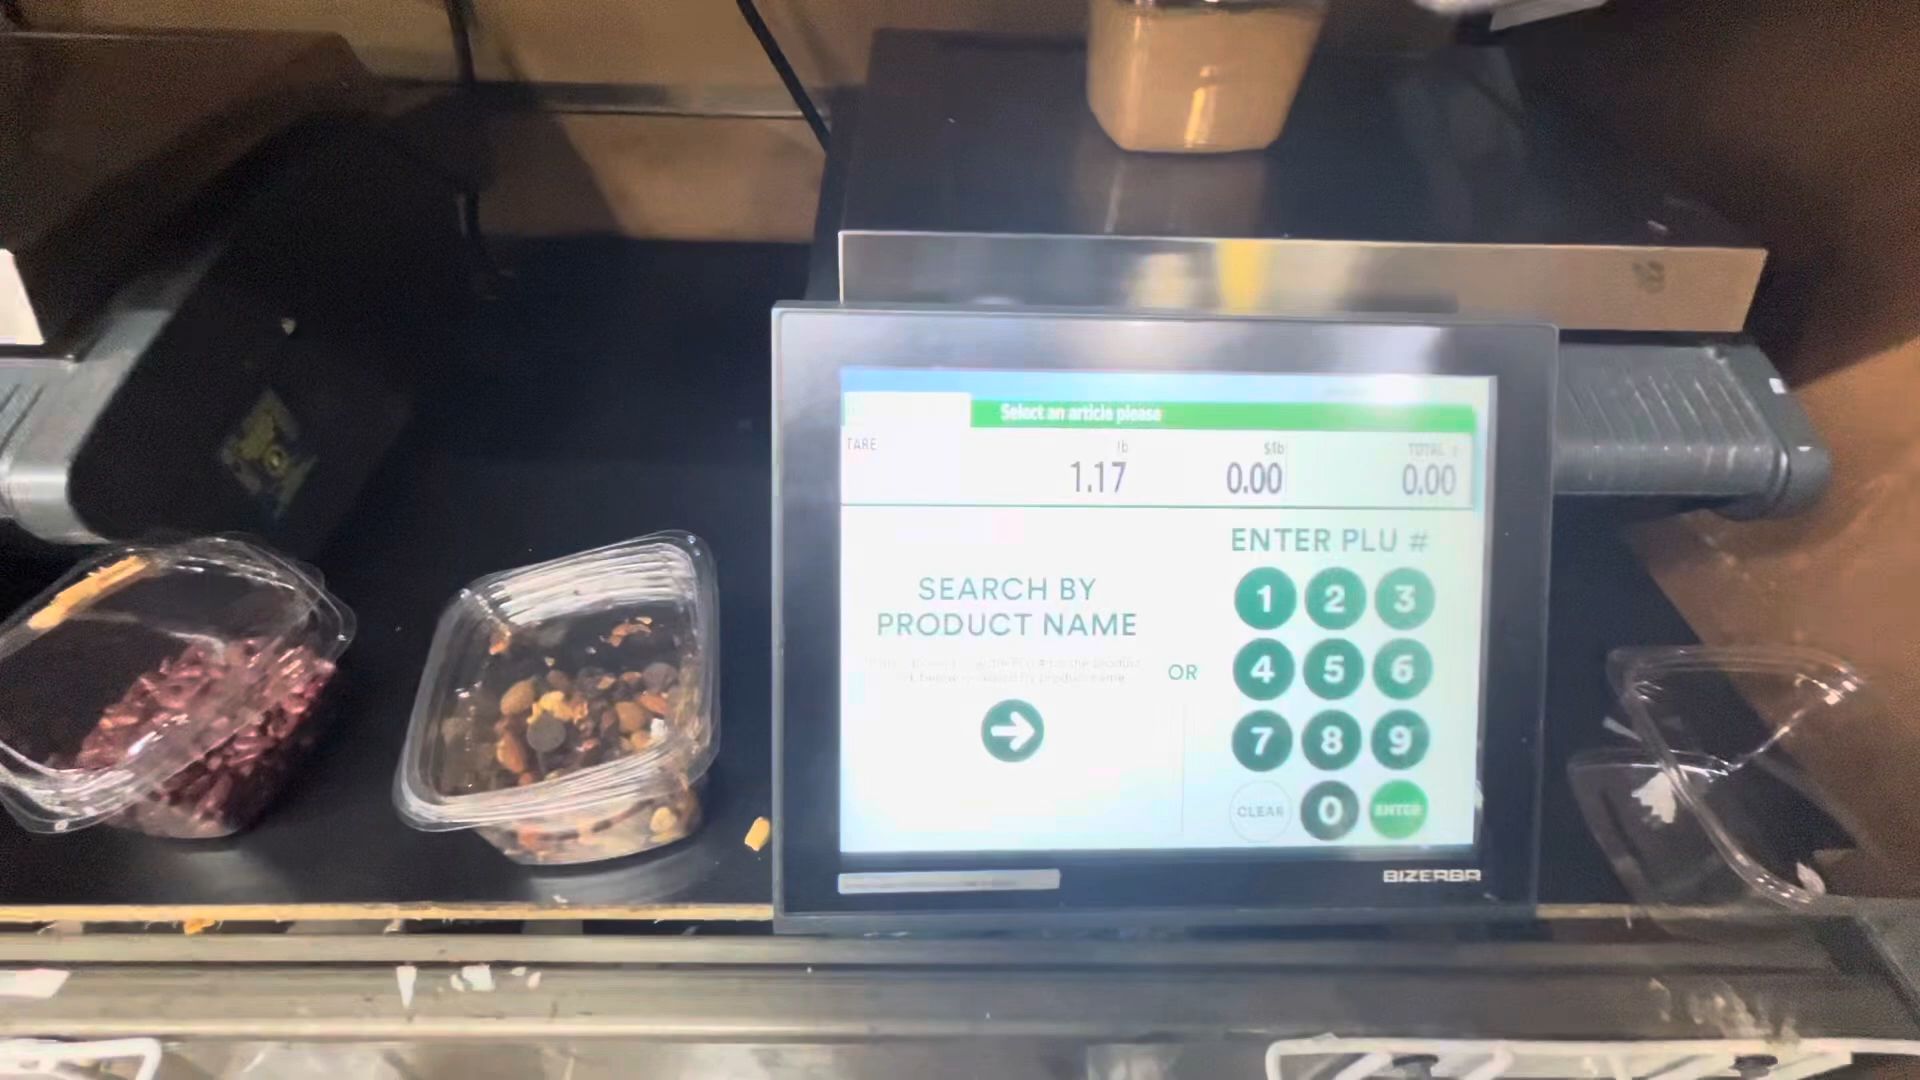 Select an article please
TARE
lb
$/lb
TOTAL
1.17
0.00
0.00
ENTER PLU #
SEARCH BY
PRODUCT NAME
OR
1 2 3
4 5 6
7 8 9
CLEAR 0 ENTER
BIZERBA